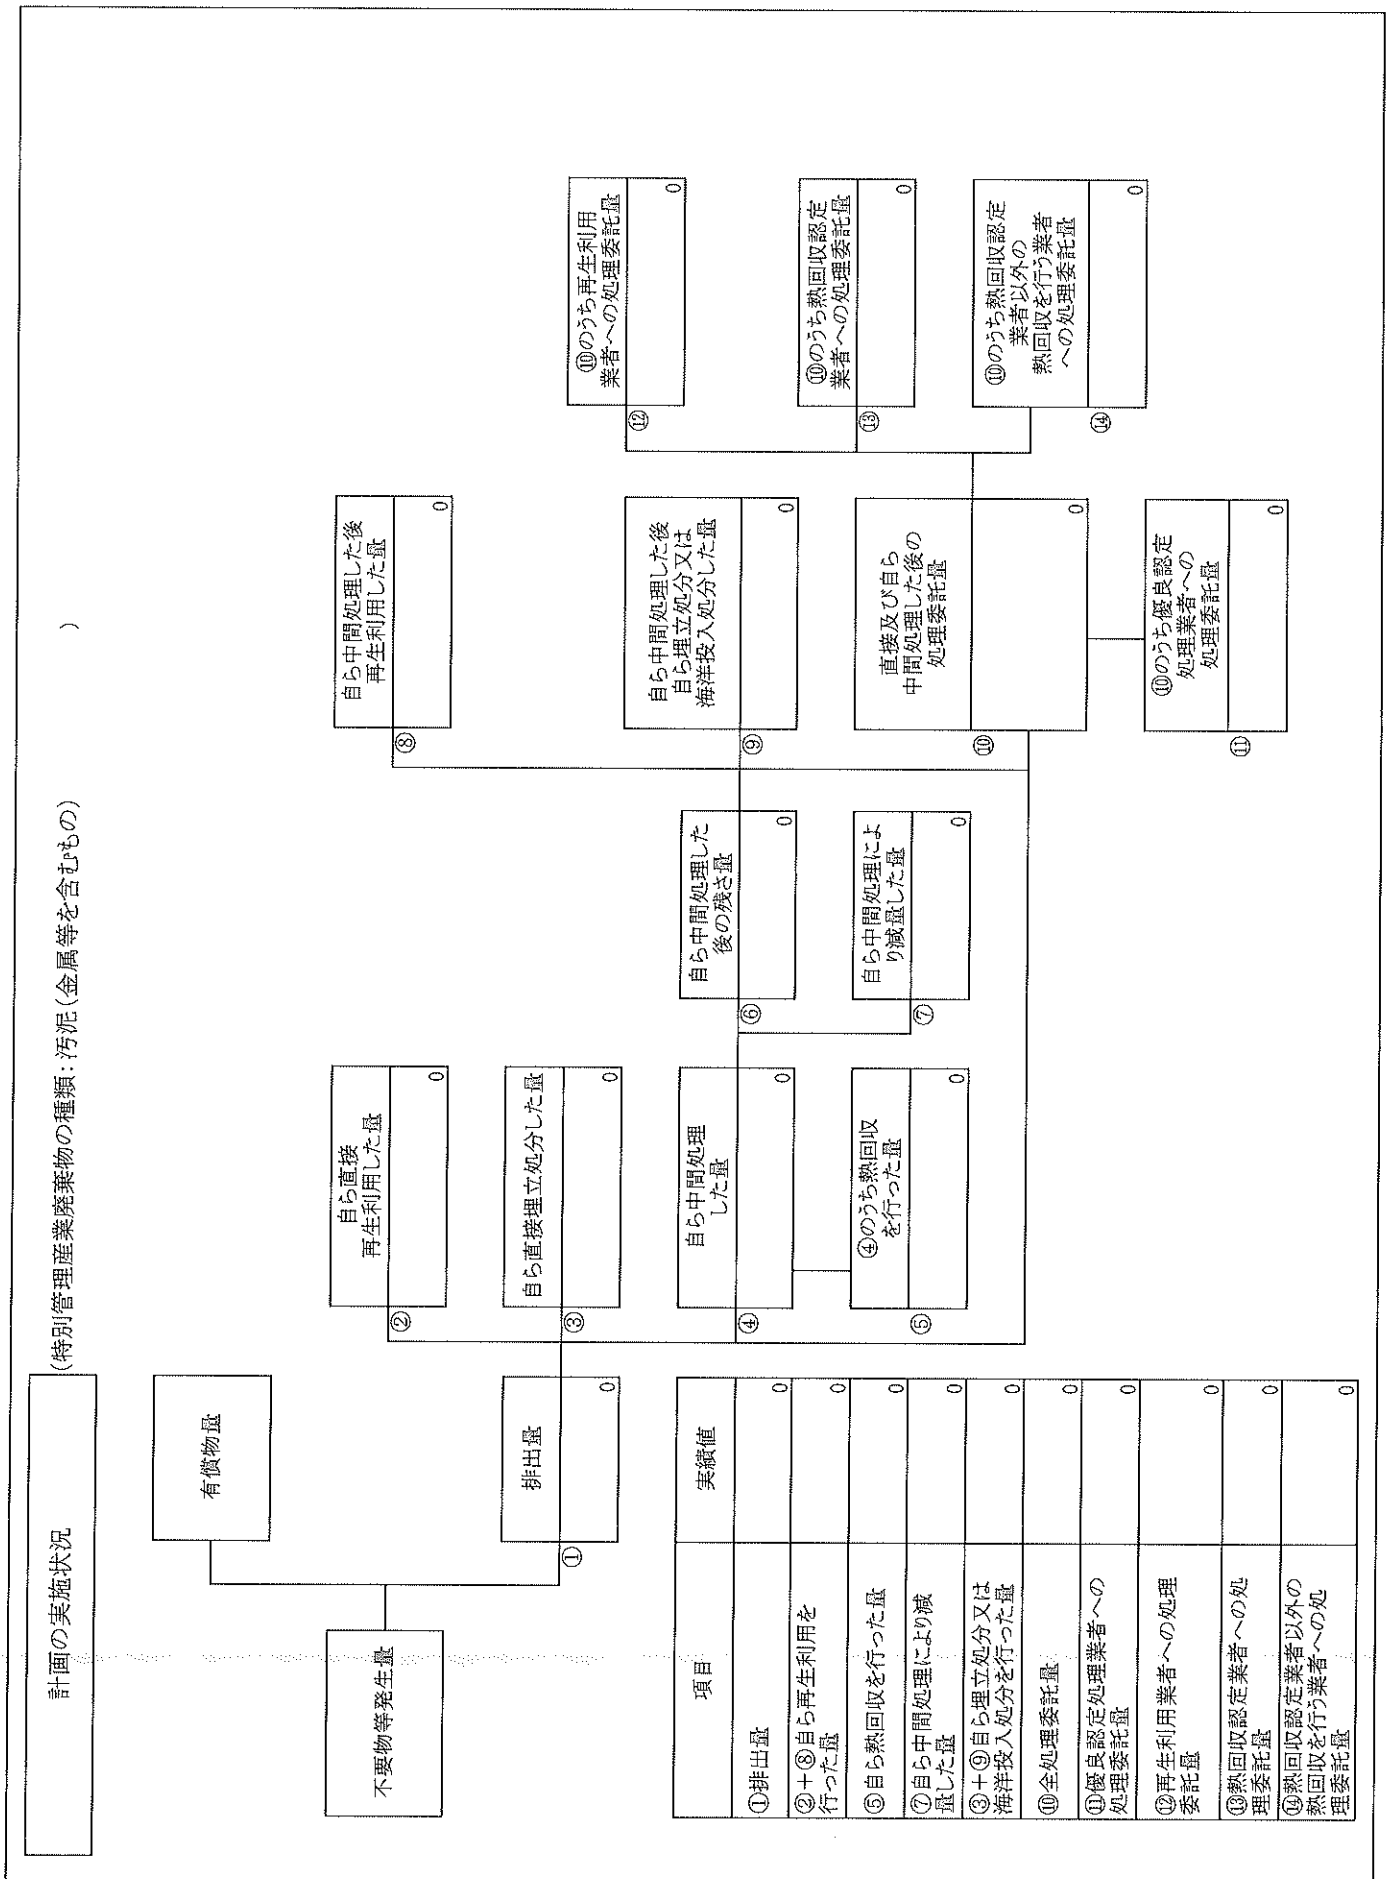 計画の実施状況
(特別管理産業廃棄物の種類：汚泥(金属等を含むもの)
)
不要物等発生量
有償物量
①
排出量
0
②
自ら直接
再生利用した量
0
③
自ら直接埋立処分した量
0
④
自ら中間処理
した量
0
⑤
④のうち熱回収
を行った量
0
⑥
自ら中間処理した
後の残さ量
0
⑦
自ら中間処理によ
り減量した量
0
⑧
自ら中間処理した後
再生利用した量
0
⑨
自ら中間処理した後
自ら埋立処分又は
海洋投入処分した量
0
⑩
直接及び自ら
中間処理した後の
処理委託量
0
⑪
⑩のうち優良認定
処理業者への
処理委託量
0
⑫
⑩のうち再生利用
業者への処理委託量
0
⑬
⑩のうち熱回収認定
業者への処理委託量
0
⑭
⑩のうち熱回収認定
業者以外の
熱回収を行う業者
への処理委託量
0
項目 実績値
①排出量 0
②＋⑧自ら再生利用を
行った量 0
⑤自ら熱回収を行った量 0
⑦自ら中間処理により減
量した量 0
③＋⑨自ら埋立処分又は
海洋投入処分を行った量 0
⑩全処理委託量 0
⑪優良認定処理業者への
処理委託量 0
⑫再生利用業者への処理
委託量 0
⑬熱回収認定業者への処
理委託量 0
⑭熱回収認定業者以外の
熱回収を行う業者への処
理委託量 0